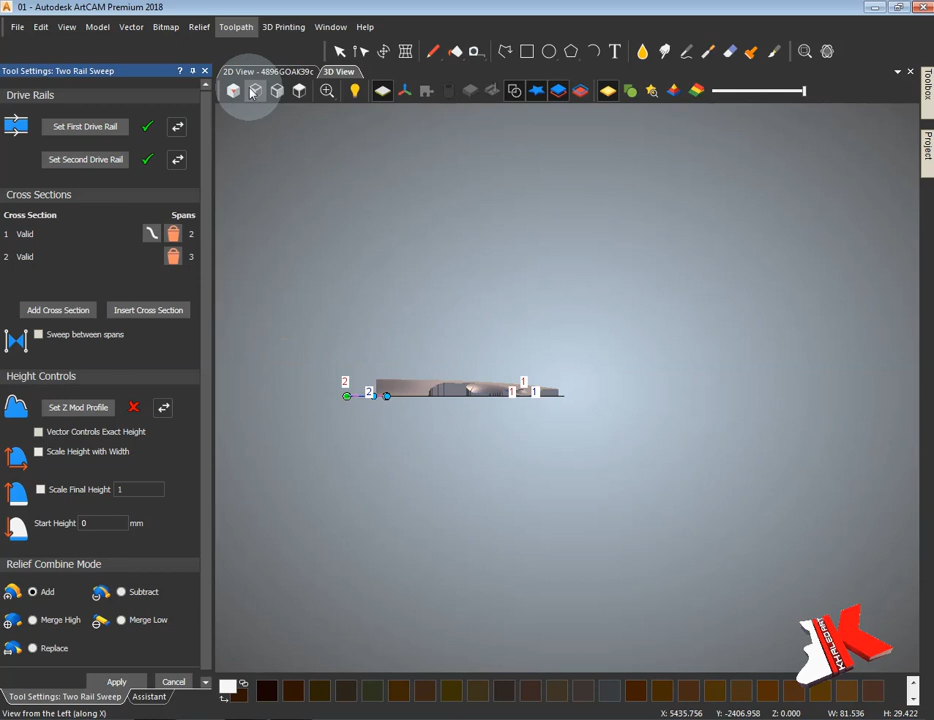 01 - Autodesk ArtCAM Premium 2018
File Edit View Model Vector Bitmap Relief Toolpath 3D Printing Window Help
Tool Settings: Two Rail Sweep ?
2D View - 4896GOAK39c 3D View
Toolbox
Project
Drive Rails
Set First Drive Rail
Set Second Drive Rail
Cross Sections
Cross Section Spans
1 Valid 2
2 Valid 3
Add Cross Section Insert Cross Section
Sweep between spans
Height Controls
Set Z Mod Profile
Vector Controls Exact Height
Scale Height with Width
Scale Final Height 1
Start Height 0 mm
Relief Combine Mode
Add Subtract
Merge High Merge Low
Replace
Apply Cancel
2 2 1 1 1
KHALED ART
Tool Settings: Two Rail Sweep Assistant
View from the Left (along X) X: 5435.756 Y: -2406.958 Z: 0.000 W: 81.536 H: 29.422